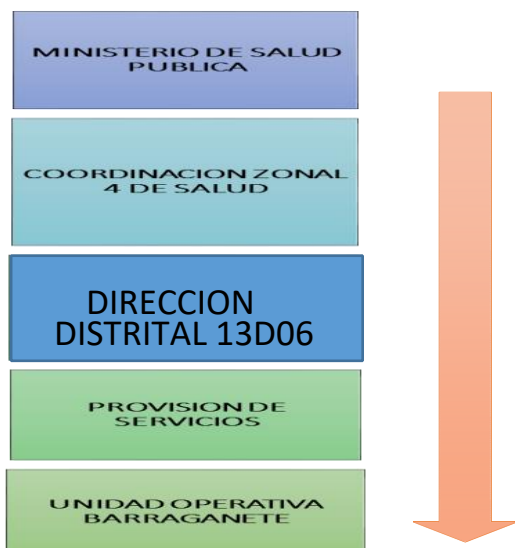 MINISTERIO DE SALUD
PUBLICA
COORDINACION ZONAL
4 DE SALUD
DIRECCION
DISTRITAL 13D06
PROVISION DE
SERVICIOS
UNIDAD OPERATIVA
BARRAGANETE